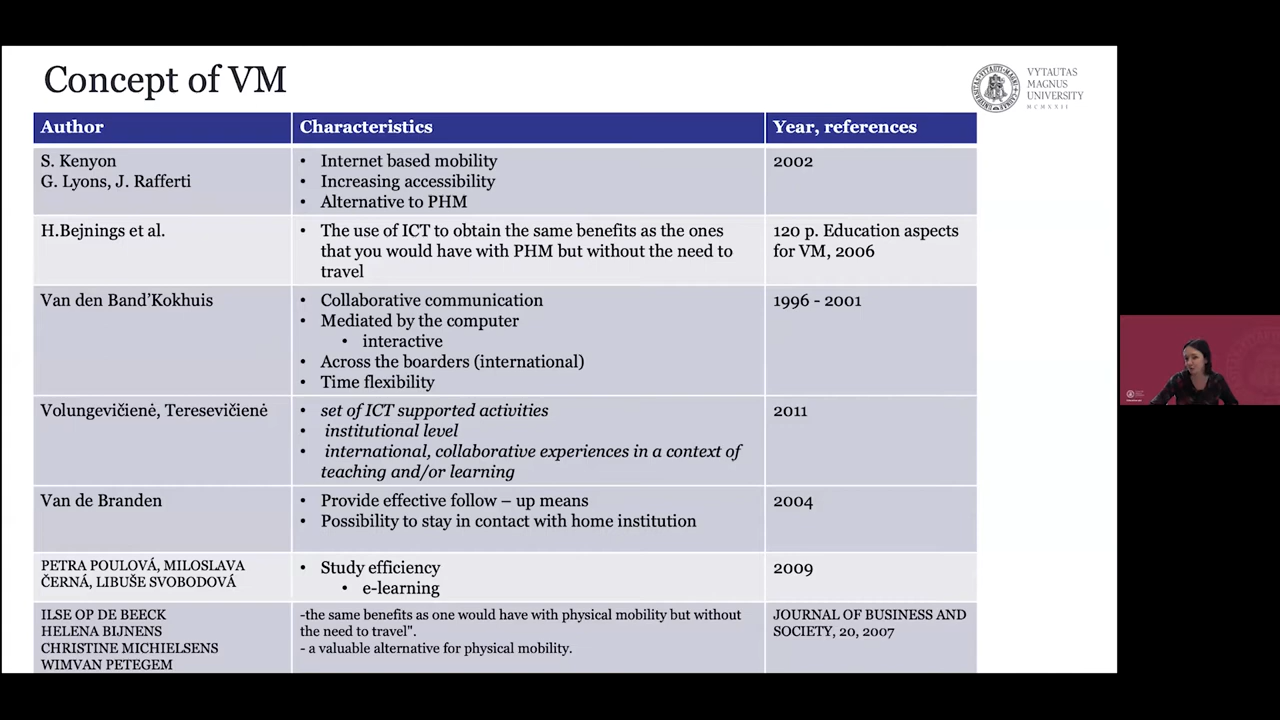 Concept of VM
VYTAUTAS
MAGNUS
UNIVERSITY
MCMXXII
Author
Characteristics
Year, references
S. Kenyon
G. Lyons, J. Rafferti
• Internet based mobility
• Increasing accessibility
• Alternative to PHM
2002
H.Bejnings et al.
• The use of ICT to obtain the same benefits as the ones
that you would have with PHM but without the need to
travel
120 p. Education aspects
for VM, 2006
Van den Band’Kokhuis
• Collaborative communication
• Mediated by the computer
• interactive
• Across the boarders (international)
• Time flexibility
1996 - 2001
Volungevičienė, Teresevičienė
• set of ICT supported activities
• institutional level
• international, collaborative experiences in a context of
teaching and/or learning
2011
Van de Branden
• Provide effective follow – up means
• Possibility to stay in contact with home institution
2004
PETRA POULOVÁ, MILOSLAVA
ČERNÁ, LIBUŠE SVOBODOVÁ
• Study efficiency
• e-learning
2009
ILSE OP DE BEECK
HELENA BIJNENS
CHRISTINE MICHIELSENS
WIMVAN PETEGEM
-the same benefits as one would have with physical mobility but without
the need to travel".
- a valuable alternative for physical mobility.
JOURNAL OF BUSINESS AND
SOCIETY, 20, 2007